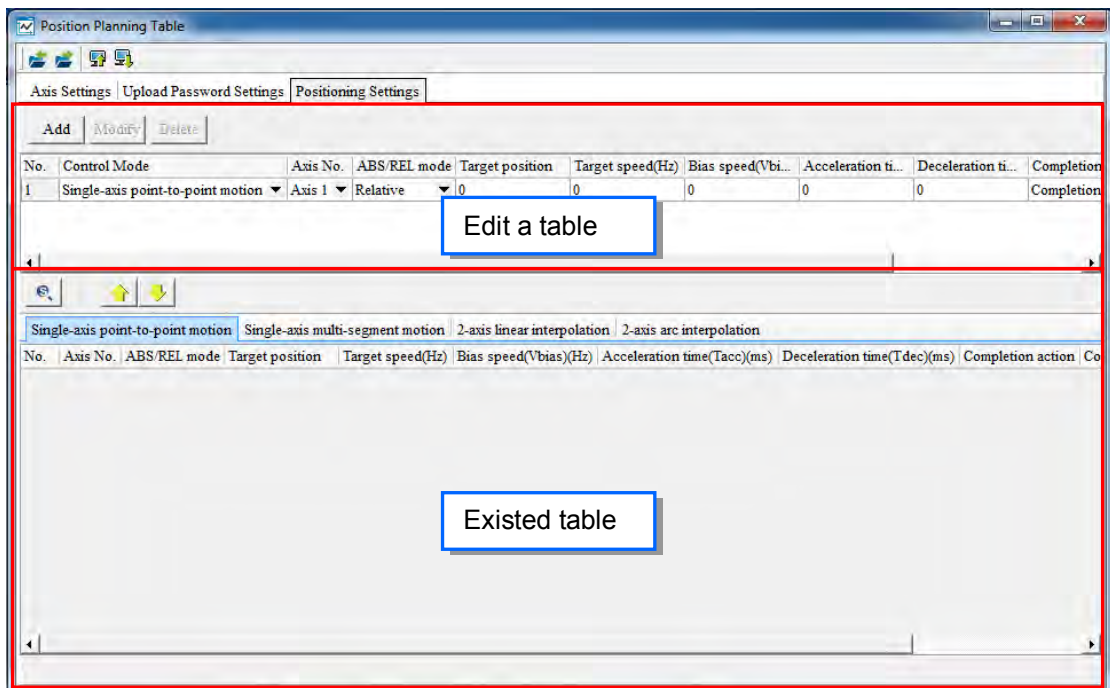 Position Planning Table
Axis Settings Upload Password Settings Positioning Settings
Add Modify Delete
No. Control Mode Axis No. ABS/REL mode Target position Target speed(Hz) Bias speed(Vbi... Acceleration ti... Deceleration ti... Completion
1 Single-axis point-to-point motion Axis 1 Relative 0 0 0 0 0 Completion
Edit a table
Single-axis point-to-point motion Single-axis multi-segment motion 2-axis linear interpolation 2-axis arc interpolation
No. Axis No. ABS/REL mode Target position Target speed(Hz) Bias speed(Vbias)(Hz) Acceleration time(Tacc)(ms) Deceleration time(Tdec)(ms) Completion action Co
Existed table